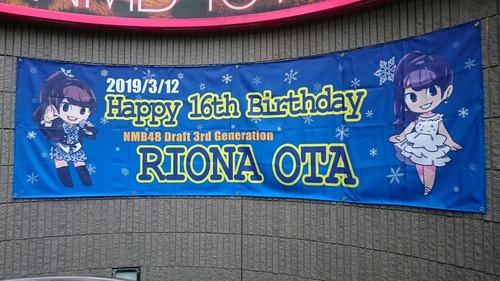 2019/3/12
Happy 16th Birthday
NMB48 Draft 3rd Generation
RIONA OTA